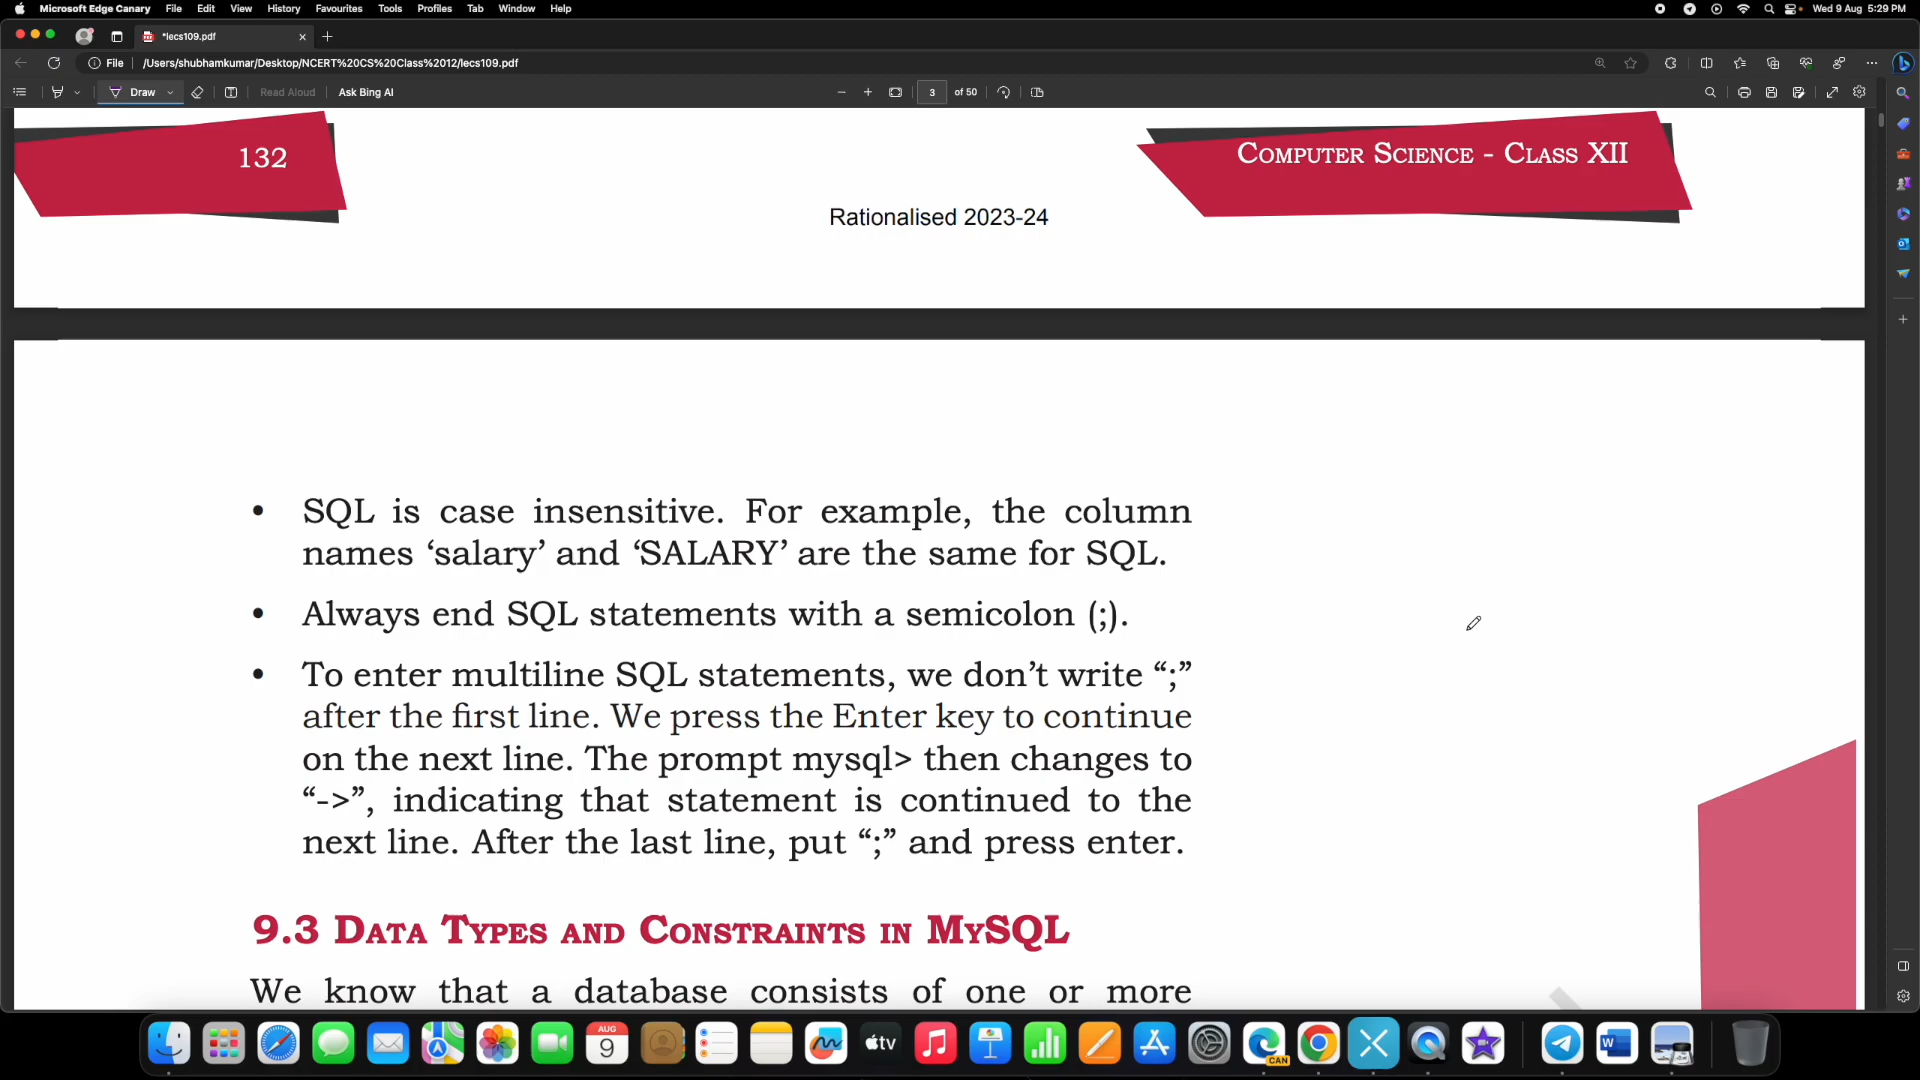 Microsoft Edge Canary File Edit View History Favourites Tools Profiles Tab Window Help Wed 9 Aug 5:29 PM
*lecs109.pdf
File /Users/shubhamkumar/Desktop/NCERT%20CS%20Class%2012/lecs109.pdf
Draw Read Aloud Ask Bing AI 3 of 50
132
Computer Science - Class XII
Rationalised 2023-24
• SQL is case insensitive. For example, the column
names ‘salary’ and ‘SALARY’ are the same for SQL.
• Always end SQL statements with a semicolon (;).
• To enter multiline SQL statements, we don’t write “;”
after the first line. We press the Enter key to continue
on the next line. The prompt mysql> then changes to
“->”, indicating that statement is continued to the
next line. After the last line, put “;” and press enter.
9.3 Data Types and Constraints in MySQL
We know that a database consists of one or more
AUG
9
tv
CAN
W